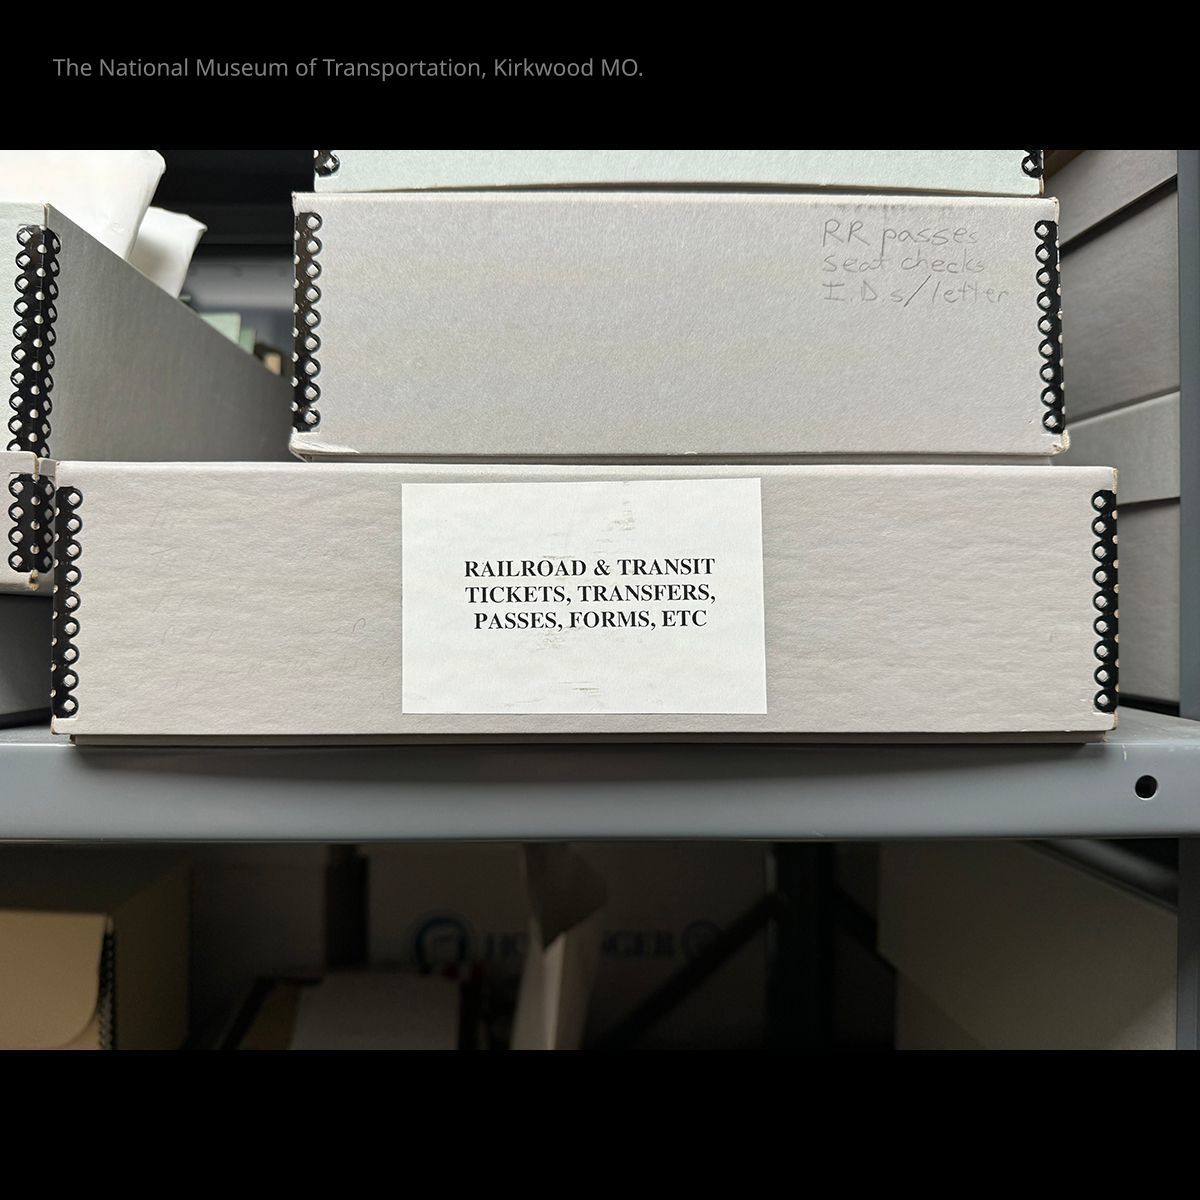 The National Museum of Transportation, Kirkwood MO.
RR passes
seat checks
I.D.s/letter
RAILROAD & TRANSIT
TICKETS, TRANSFERS,
PASSES, FORMS, ETC